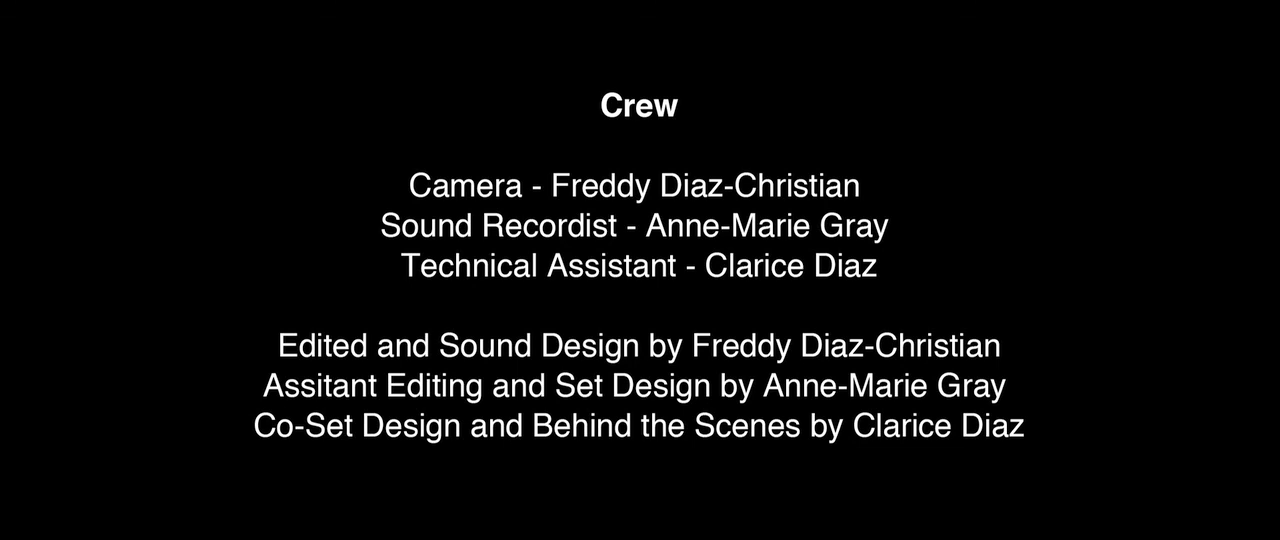 Crew
Camera - Freddy Diaz-Christian
Sound Recordist - Anne-Marie Gray
Technical Assistant - Clarice Diaz
Edited and Sound Design by Freddy Diaz-Christian
Assitant Editing and Set Design by Anne-Marie Gray
Co-Set Design and Behind the Scenes by Clarice Diaz